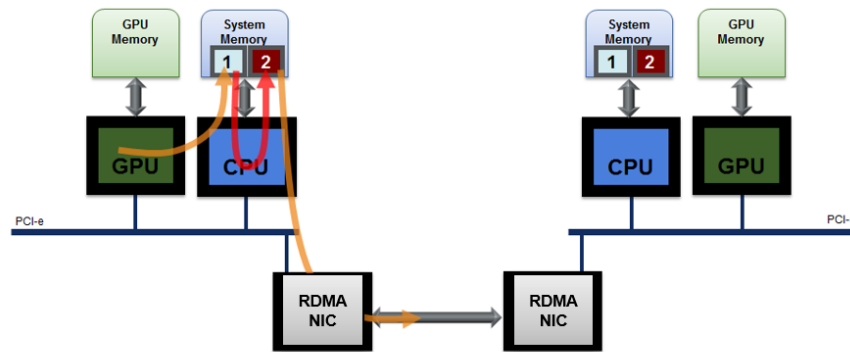 GPU
Memory
System
Memory
1 2
System
Memory
1 2
GPU
Memory
GPU
CPU
CPU
GPU
PCI-e
PCI-
RDMA
NIC
RDMA
NIC